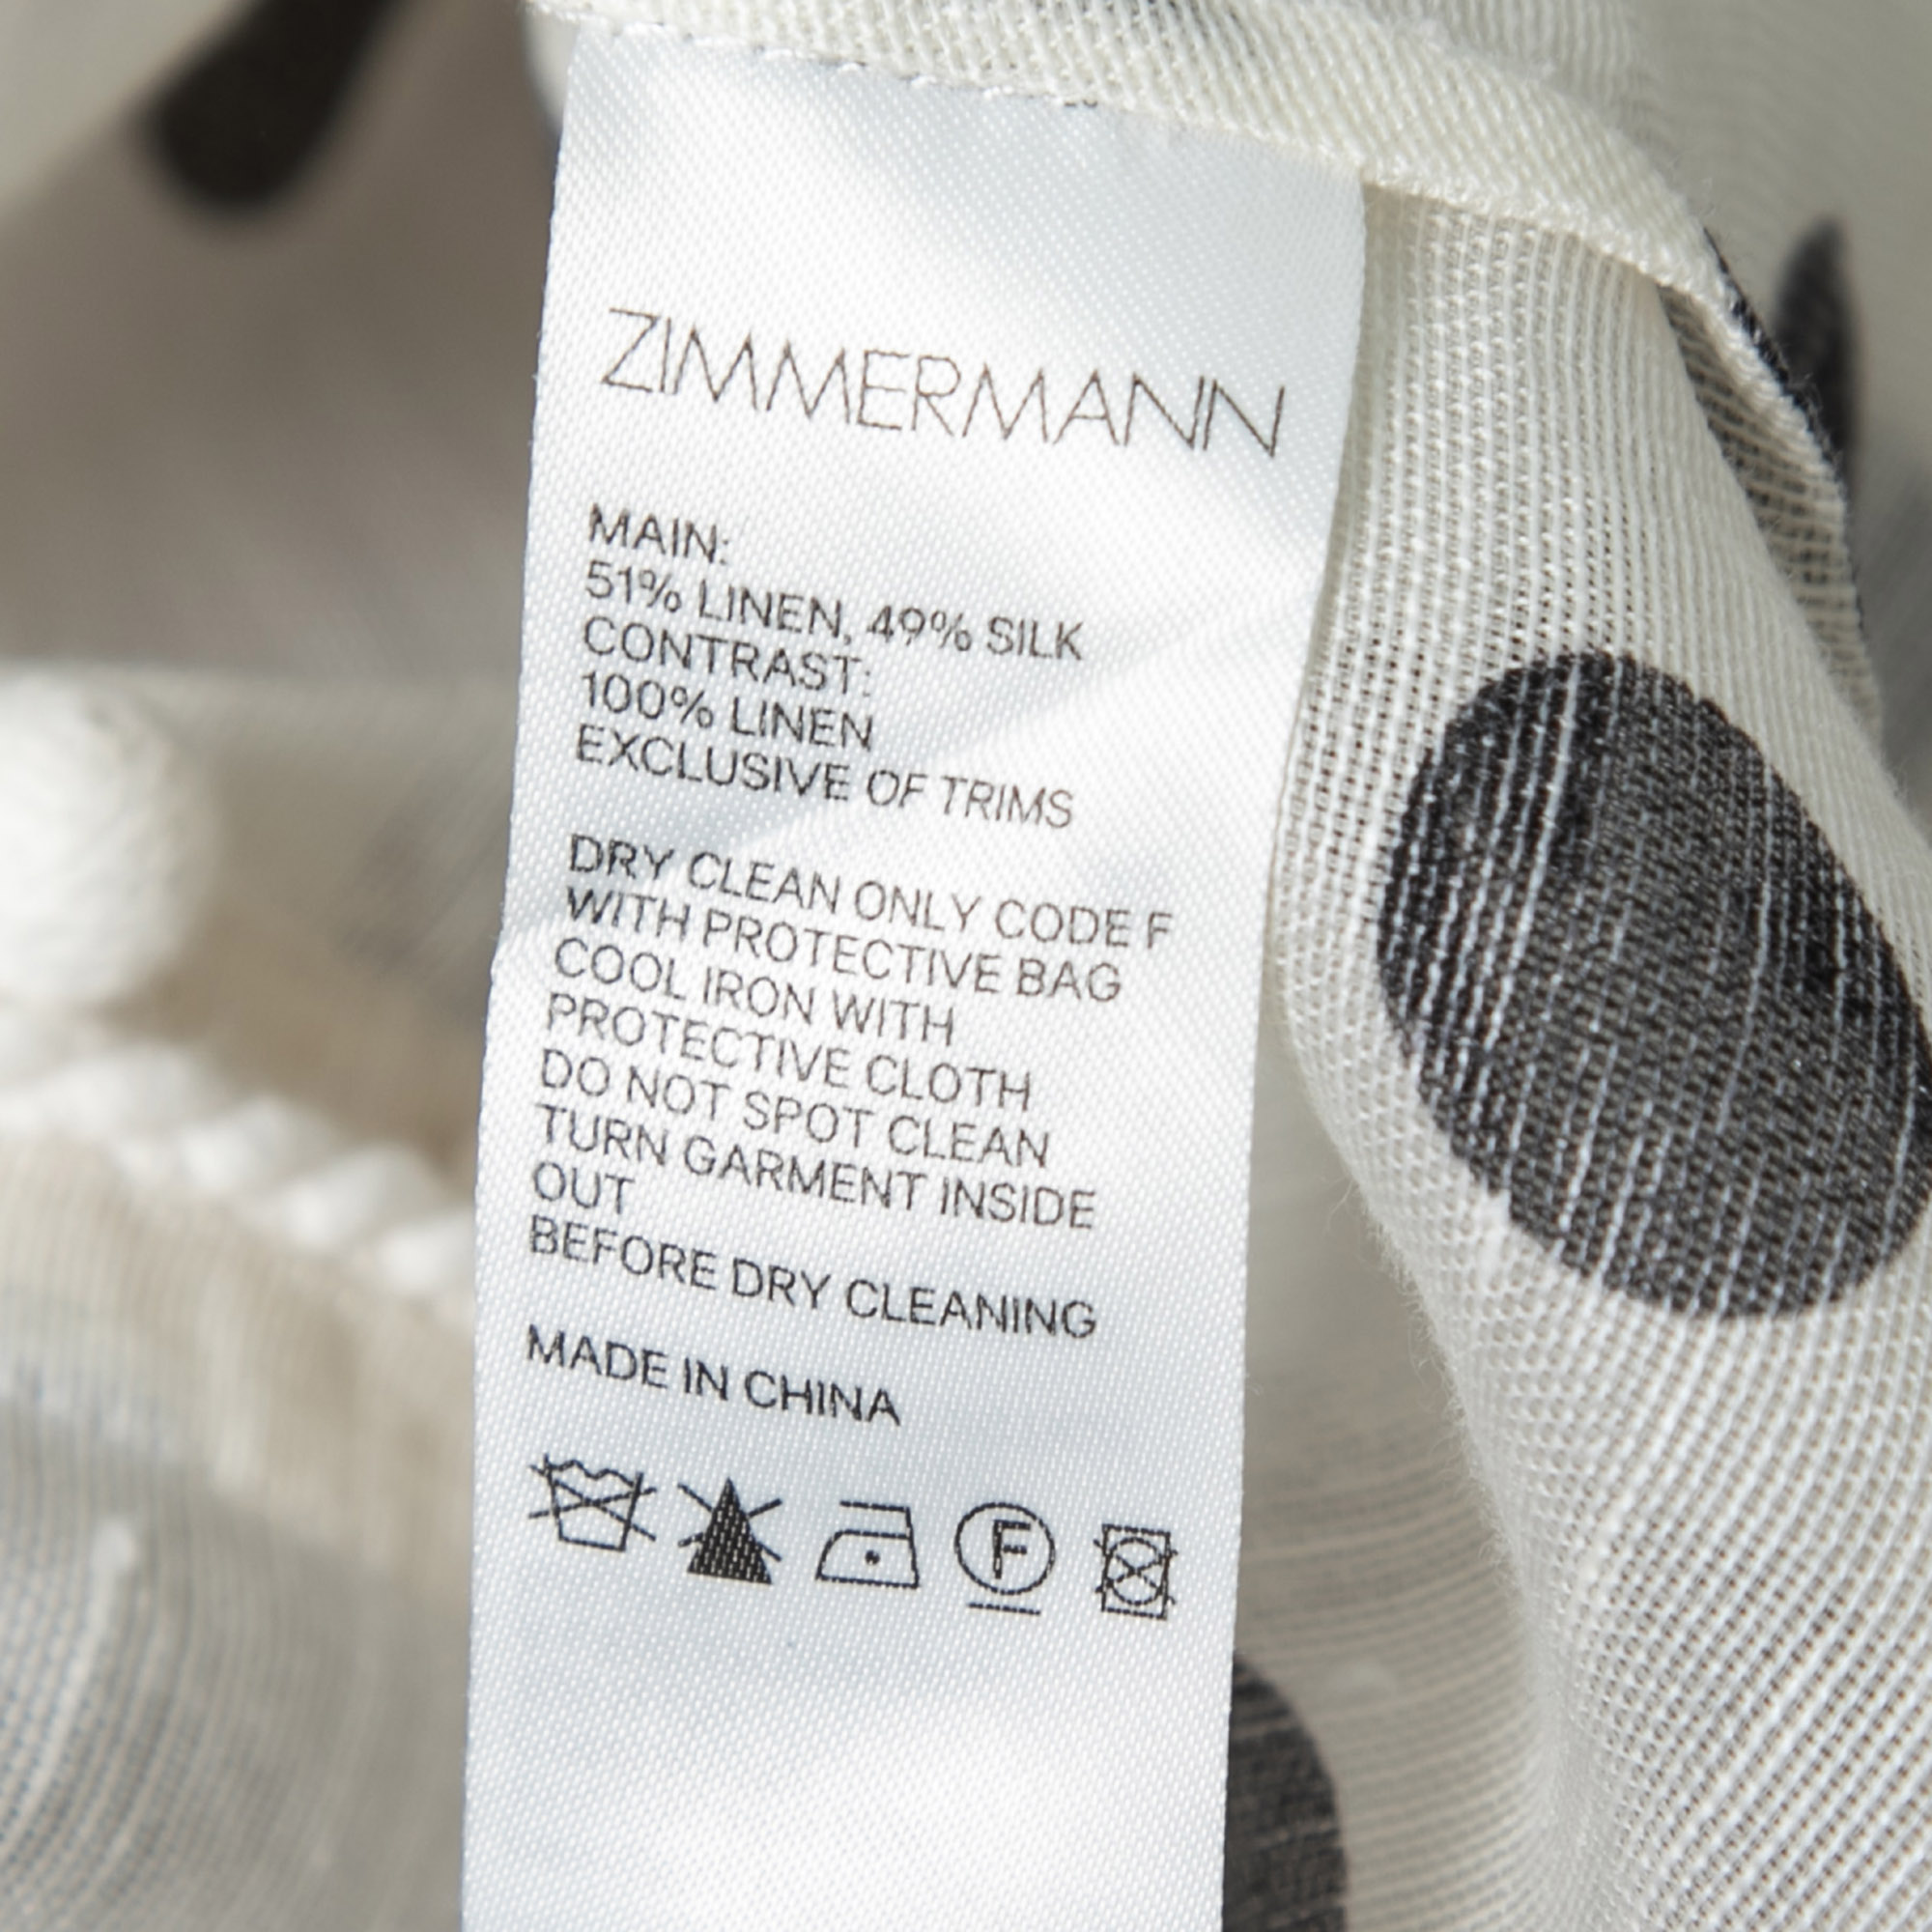 ZIMMERMANN
MAIN:
51% LINEN, 49% SILK
CONTRAST:
100% LINEN
EXCLUSIVE OF TRIMS
DRY CLEAN ONLY CODE F
WITH PROTECTIVE BAG
COOL IRON WITH
PROTECTIVE CLOTH
DO NOT SPOT CLEAN
TURN GARMENT INSIDE
OUT
BEFORE DRY CLEANING
MADE IN CHINA
F